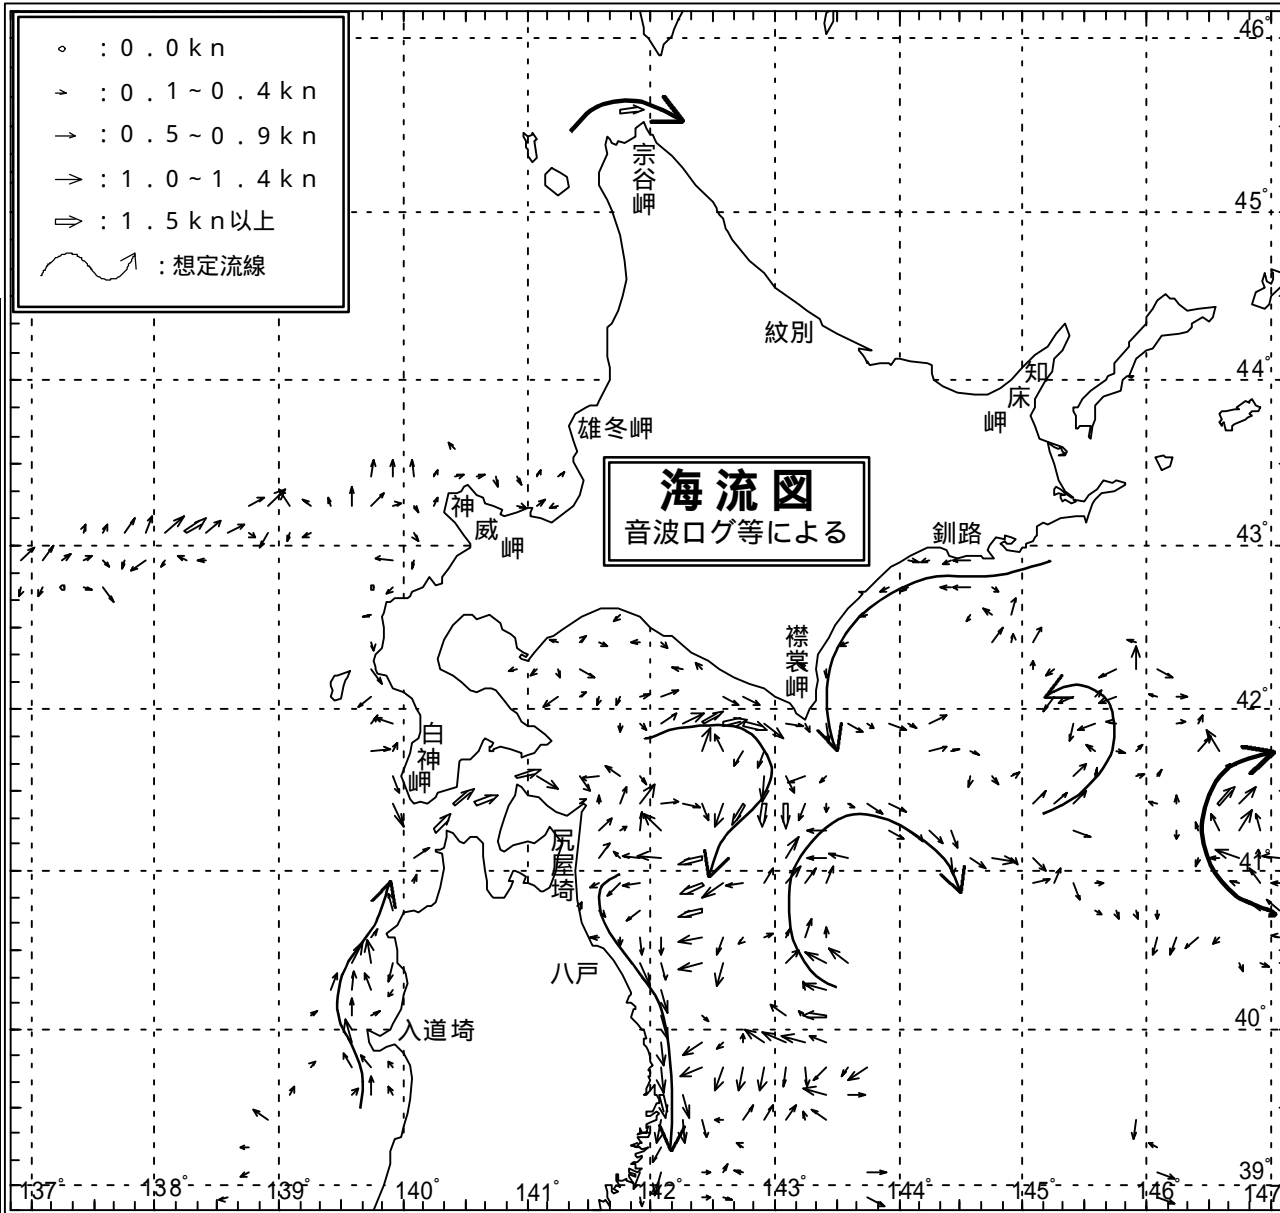 ：０．０ｋｎ
：０．１~０．４ｋｎ
：０．５~０．９ｋｎ
：１．０~１．４ｋｎ
：１．５ｋｎ以上
：想定流線
46°
宗谷岬
45°
紋別
44°
知床岬
雄冬岬
海流図
音波ログ等による
神威岬
釧路
43°
襟裳岬
42°
白神岬
尻屋埼
41°
八戸
入道埼
40°
39°
137°
138°
139°
140°
141°
142°
143°
144°
145°
146°
147